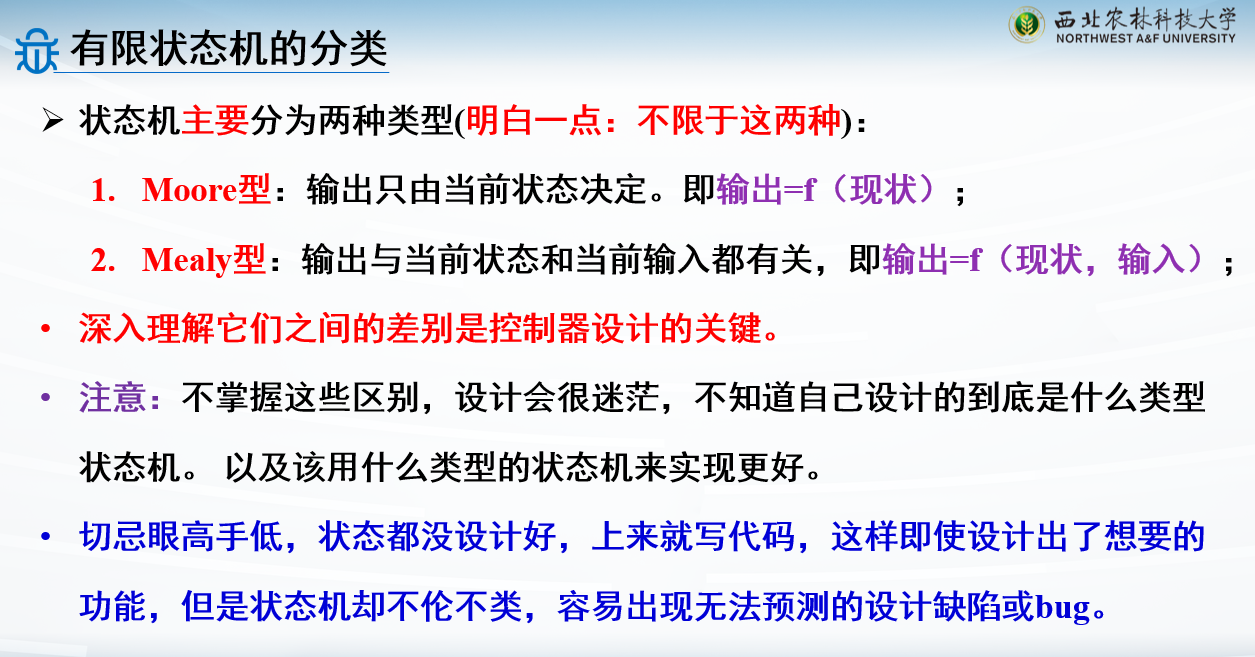 有限状态机的分类
西北农林科技大学
NORTHWEST A&F UNIVERSITY
➢ 状态机主要分为两种类型(明白一点：不限于这两种)：
1. Moore型：输出只由当前状态决定。即输出=f（现状）；
2. Mealy型：输出与当前状态和当前输入都有关，即输出=f（现状，输入）；
• 深入理解它们之间的差别是控制器设计的关键。
• 注意：不掌握这些区别，设计会很迷茫，不知道自己设计的到底是什么类型
状态机。 以及该用什么类型的状态机来实现更好。
• 切忌眼高手低，状态都没设计好，上来就写代码，这样即使设计出了想要的
功能，但是状态机却不伦不类，容易出现无法预测的设计缺陷或bug。